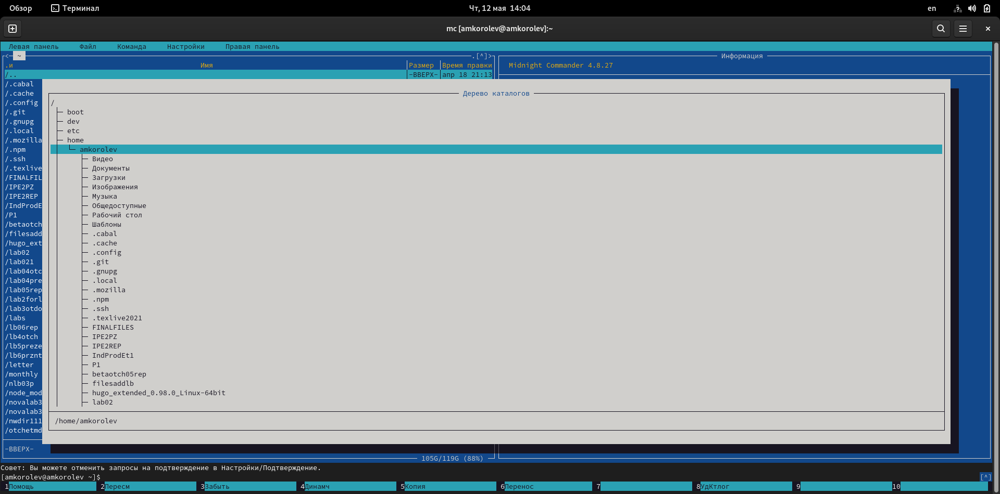 Обзор Терминал Чт, 12 мая 14:04 en
mc [amkorolev@amkorolev]:~
Левая панель Файл Команда Настройки Правая панель
<─ ~ .[^]> Информация
.и Имя Размер Время правки Midnight Commander 4.8.27
/.. -ВВЕРХ- апр 18 21:13
/.cabal
/.cache
/.config
/.git
/.gnupg
/.local
/.mozilla
/.npm
/.ssh
/.texlive
/FINALFIL
/IPE2PZ
/IPE2REP
/IndProdE
/P1
/betaotch
/filesadd
/hugo_ext
/lab02
/lab021
/lab04otc
/lab04pre
/lab05rep
/lab2forl
/lab3otdo
/labs
/lb06rep
/lb4otch
/lb5preze
/lb6prznt
/letter
/monthly
/nlb03p
/node_mod
/novalab3
/novalab3
/nwdir111
/otchetmd
-ВВЕРХ-
Дерево каталогов
/
boot
dev
etc
home
amkorolev
Видео
Документы
Загрузки
Изображения
Музыка
Общедоступные
Рабочий стол
Шаблоны
.cabal
.cache
.config
.git
.gnupg
.local
.mozilla
.npm
.ssh
.texlive2021
FINALFILES
IPE2PZ
IPE2REP
IndProdEt1
P1
betaotch05rep
filesaddlb
hugo_extended_0.98.0_Linux-64bit
lab02
/home/amkorolev
105G/119G (88%)
Совет: Вы можете отменить запросы на подтверждение в Настройки/Подтверждение.
[amkorolev@amkorolev ~]$ [^]
1Помощь 2Пересм 3Забыть 4Динамч 5Копия 6Перенос 7 8УдКтлог 9 10